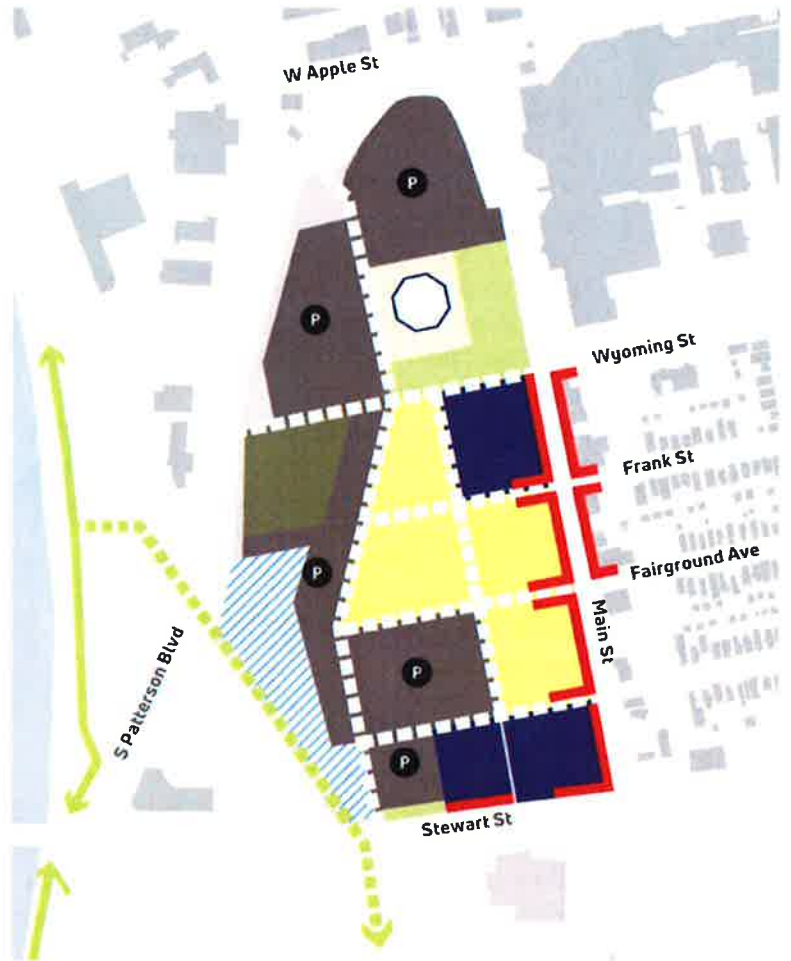 W Apple St
P
P
Wyoming St
Frank St
Fairground Ave
P
Main St
S Patterson Blvd
P
P
Stewart St